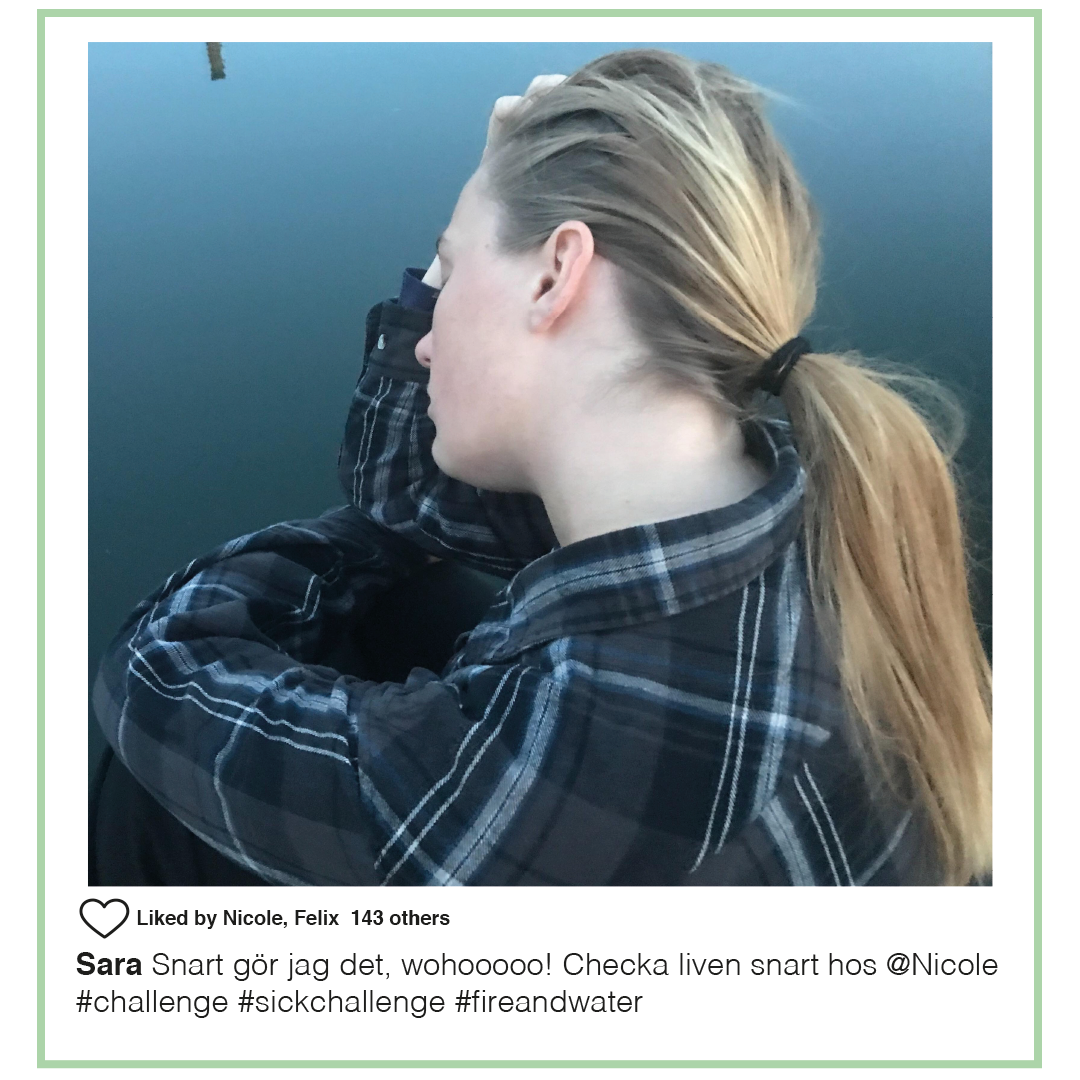 Liked by Nicole, Felix 143 others
Sara Snart gör jag det, wohooooo! Checka liven snart hos @Nicole
#challenge #sickchallenge #fireandwater